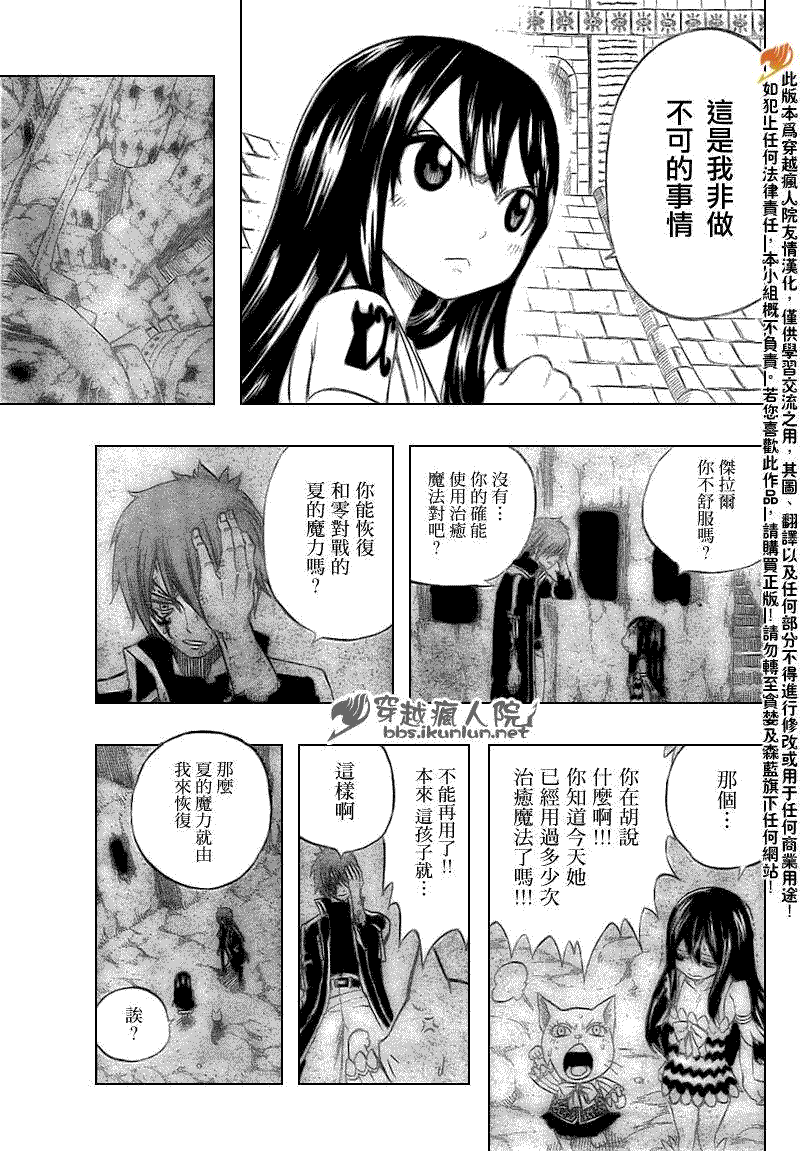 這是我非做
不可的事情
傑拉爾
你不舒服嗎？
沒有…
你的確能
使用治癒
魔法對吧？
你能恢復
和零對戰的
夏的魔力嗎？
那個…
你在胡說
什麼啊!!!
你知道今天她
已經用過多少次
治癒魔法了嗎!!!
不能再用了!!
本來 這孩子就…
這樣啊
那麼
夏的魔力就由
我來恢復
誒？
穿越瘋人院
bbs.ikunlun.net
此版本爲穿越瘋人院友情漢化，僅供學習交流之用，其圖、翻譯以及任何部分不得進行修改或用于任何商業用途！
如犯止任何法律責任，本小組概不負責。若您喜歡此作品，請購買正版！請勿轉至貪婪及森藍旗下任何網站！